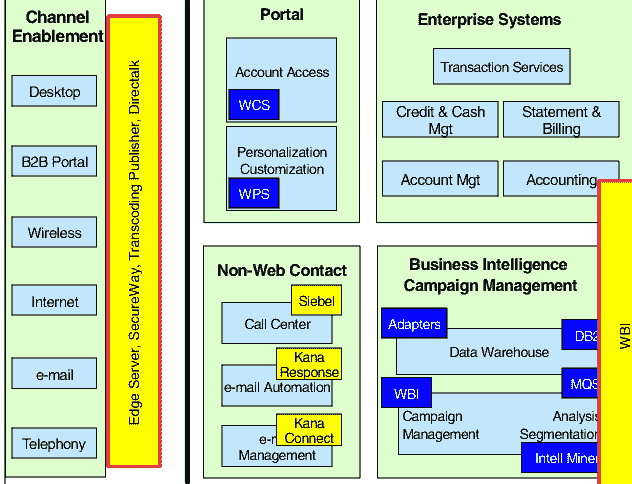 Channel
Enablement
Desktop
B2B Portal
Wireless
Internet
e-mail
Telephony
Edge Server, SecureWay, Transcoding Publisher, Directalk
Portal
Account Access
WCS
Personalization
Customization
WPS
Enterprise Systems
Transaction Services
Credit & Cash
Mgt
Statement &
Billing
Account Mgt
Accounting
Non-Web Contact
Siebel
Call Center
Kana
Response
e-mail Automation
Kana
Connect
Management
Business Intelligence
Campaign Management
Adapters
DB2
Data Warehouse
MQS
WBI
Campaign
Management
Analysis
Segmentation
Intell Miner
WBI